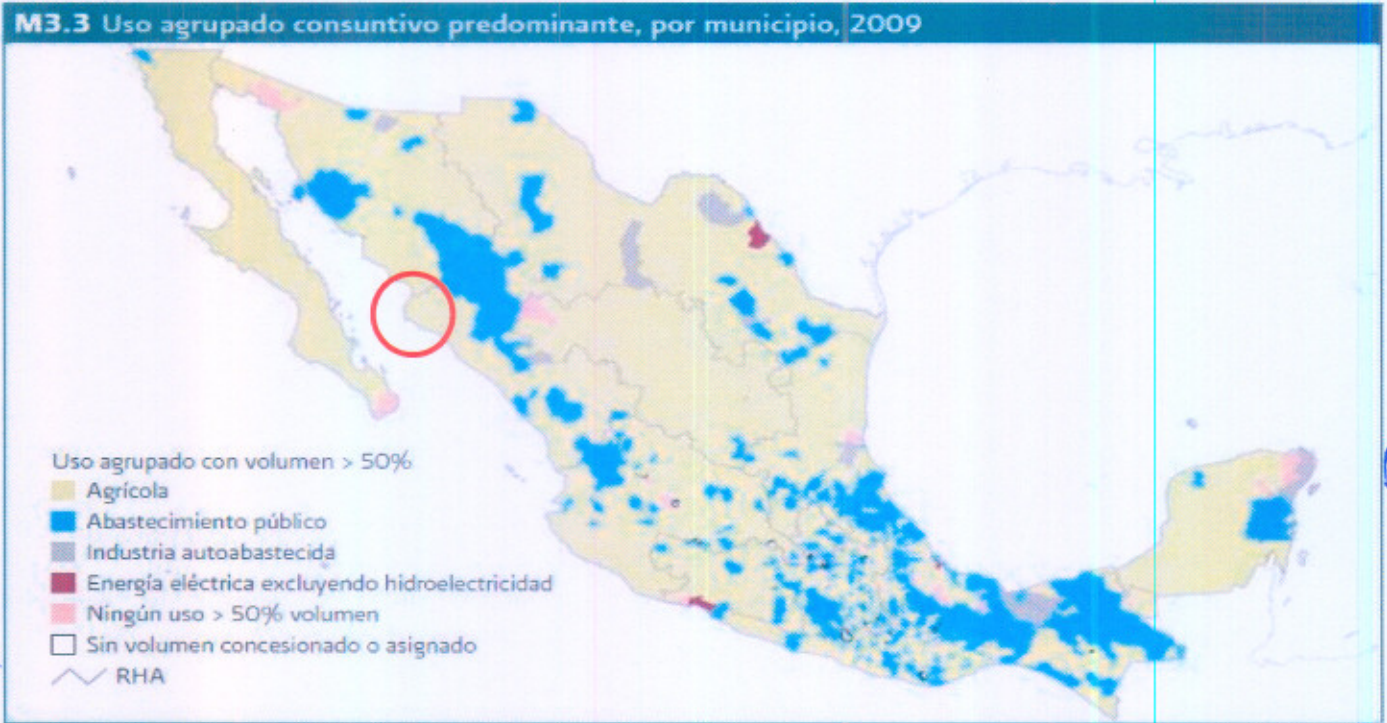 M3.3 Uso agrupado consuntivo predominante, por municipio, 2009
Uso agrupado con volumen > 50%
Agrícola
Abastecimiento público
Industria autoabastecida
Energía eléctrica excluyendo hidroelectricidad
Ningún uso > 50% volumen
Sin volumen concesionado o asignado
RHA